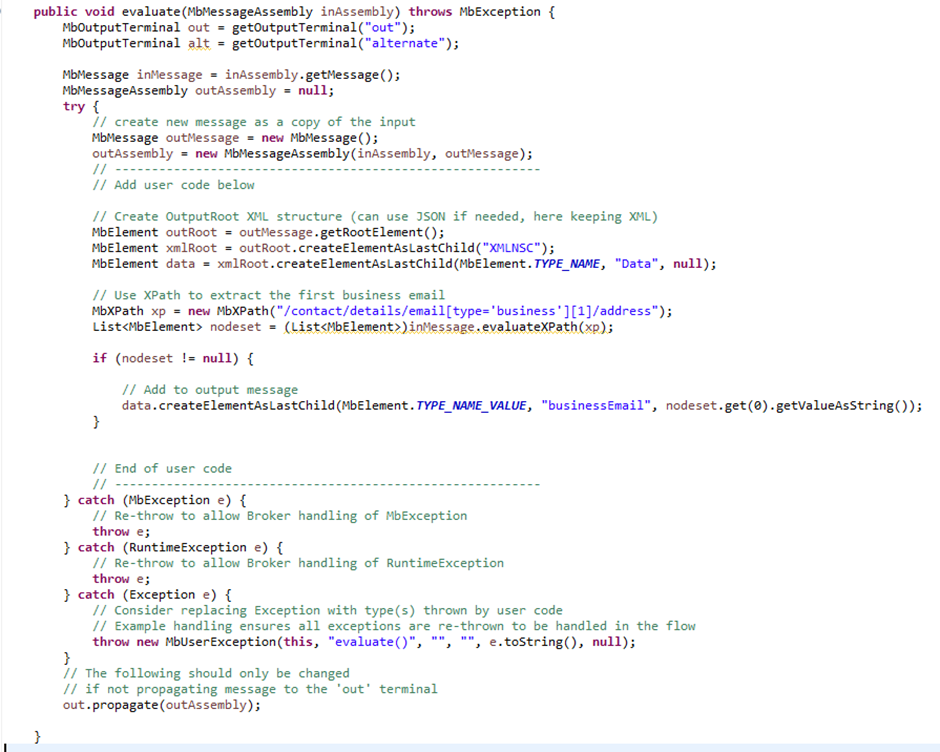 public void evaluate(MbMessageAssembly inAssembly) throws MbException {
MbOutputTerminal out = getOutputTerminal("out");
MbOutputTerminal alt = getOutputTerminal("alternate");
MbMessage inMessage = inAssembly.getMessage();
MbMessageAssembly outAssembly = null;
try {
// create new message as a copy of the input
MbMessage outMessage = new MbMessage();
outAssembly = new MbMessageAssembly(inAssembly, outMessage);
// ----------------------------------------------------------
// Add user code below
// Create OutputRoot XML structure (can use JSON if needed, here keeping XML)
MbElement outRoot = outMessage.getRootElement();
MbElement xmlRoot = outRoot.createElementAsLastChild("XMLNSC");
MbElement data = xmlRoot.createElementAsLastChild(MbElement.TYPE_NAME, "Data", null);
// Use XPath to extract the first business email
MbXPath xp = new MbXPath("/contact/details/email[type='business'][1]/address");
List<MbElement> nodeset = (List<MbElement>)inMessage.evaluateXPath(xp);
if (nodeset != null) {
// Add to output message
data.createElementAsLastChild(MbElement.TYPE_NAME_VALUE, "businessEmail", nodeset.get(0).getValueAsString());
}
// End of user code
// ----------------------------------------------------------
} catch (MbException e) {
// Re-throw to allow Broker handling of MbException
throw e;
} catch (RuntimeException e) {
// Re-throw to allow Broker handling of RuntimeException
throw e;
} catch (Exception e) {
// Consider replacing Exception with type(s) thrown by user code
// Example handling ensures all exceptions are re-thrown to be handled in the flow
throw new MbUserException(this, "evaluate()", "", "", e.toString(), null);
}
// The following should only be changed
// if not propagating message to the 'out' terminal
out.propagate(outAssembly);
}